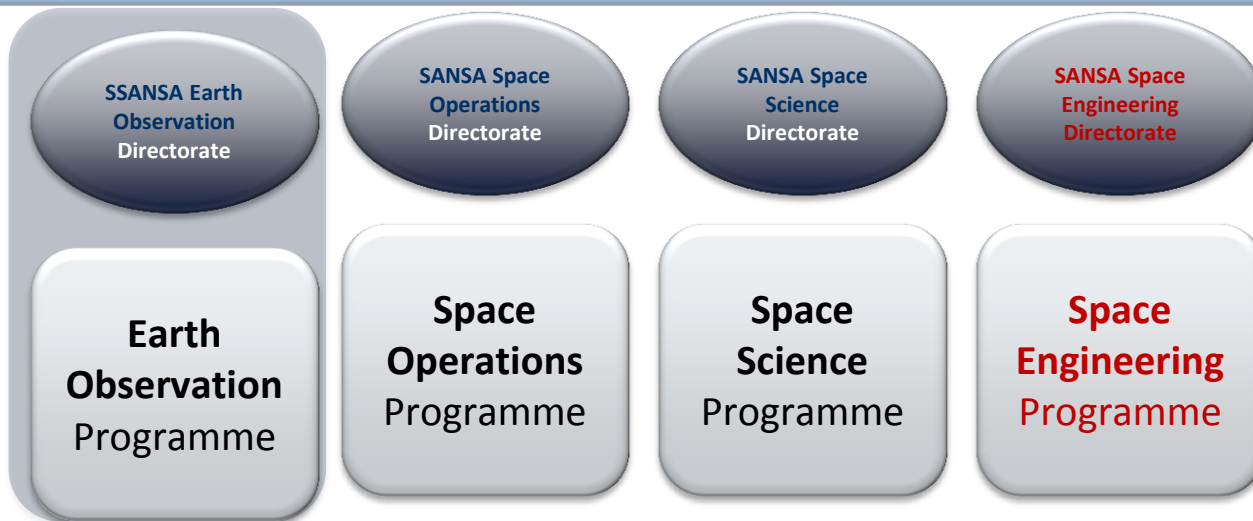 SSANSA Earth
Observation
Directorate
SANSA Space
Operations
Directorate
SANSA Space
Science
Directorate
SANSA Space
Engineering
Directorate
Earth
Observation
Programme
Space
Operations
Programme
Space
Science
Programme
Space
Engineering
Programme